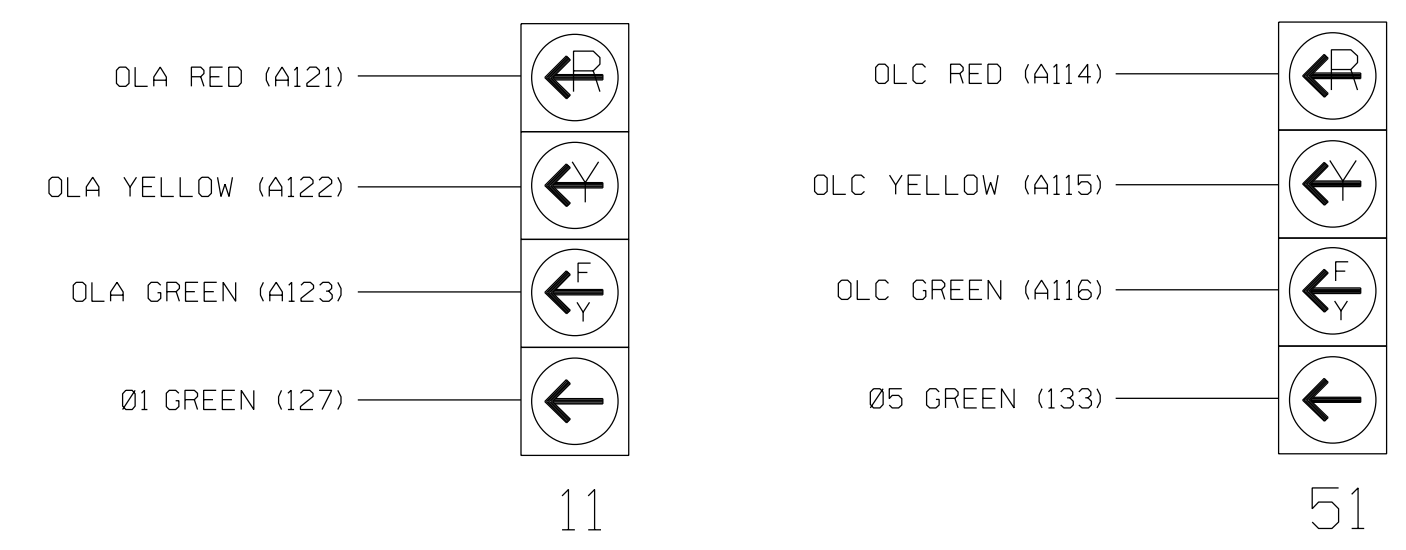 OLA RED (A121)
R
OLA YELLOW (A122)
Y
OLA GREEN (A123)
F
Y
Ø1 GREEN (127)
11
OLC RED (A114)
R
OLC YELLOW (A115)
Y
OLC GREEN (A116)
F
Y
Ø5 GREEN (133)
51